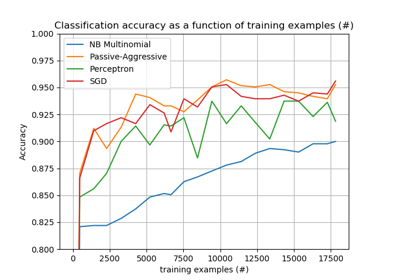 Classification accuracy as a function of training examples (#)
NB Multinomial
Passive-Aggressive
Perceptron
SGD
Accuracy
1.000
0.975
0.950
0.925
0.900
0.875
0.850
0.825
0.800
0 2500 5000 7500 10000 12500 15000 17500
training examples (#)